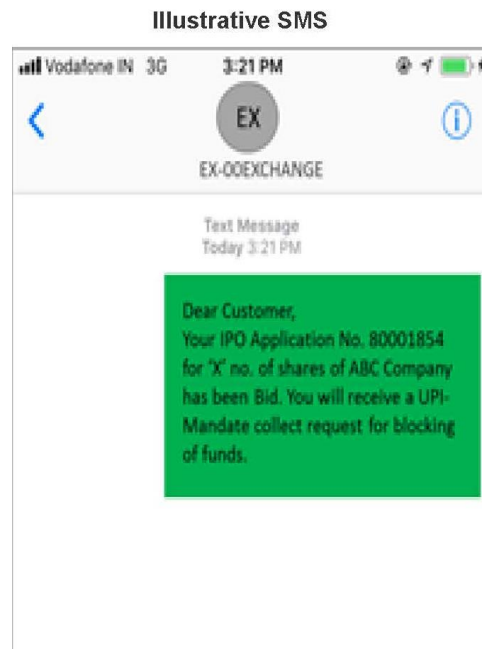 Illustrative SMS
Vodafone IN 3G 3:21 PM
EX
EX-00EXCHANGE
Text Message
Today 3:21 PM
Dear Customer,
Your IPO Application No. 80001854
for 'X' no. of shares of ABC Company
has been Bid. You will receive a UPI-
Mandate collect request for blocking
of funds.